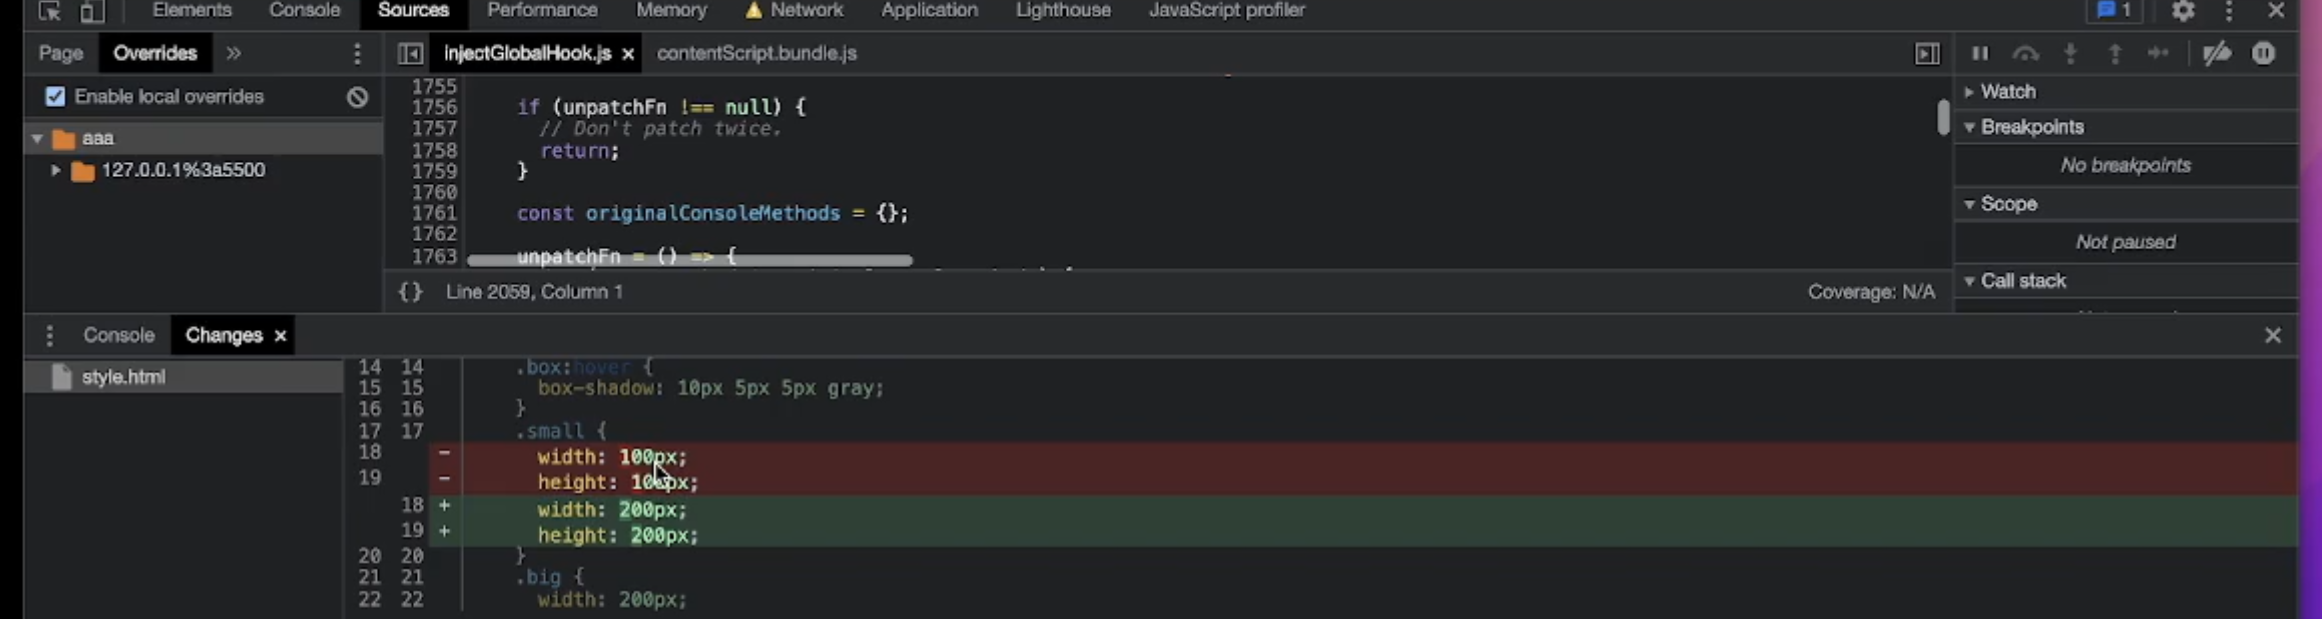 Elements Console Sources Performance Memory Network Application Lighthouse JavaScript profiler 1
Page Overrides »
injectGlobalHook.js × contentScript.bundle.js
Enable local overrides
aaa
127.0.0.1%3a5500
1755
1756 if (unpatchFn !== null) {
1757 // Don't patch twice.
1758 return;
1759 }
1760
1761 const originalConsoleMethods = {};
1762
1763 unpatchFn = () => {
{} Line 2059, Column 1 Coverage: N/A
Watch
Breakpoints
No breakpoints
Scope
Not paused
Call stack
Console Changes ×
style.html
14 14 .box:hover {
15 15 box-shadow: 10px 5px 5px gray;
16 16 }
17 17 .small {
18 - width: 100px;
19 - height: 100px;
18 + width: 200px;
19 + height: 200px;
20 20 }
21 21 .big {
22 22 width: 200px;